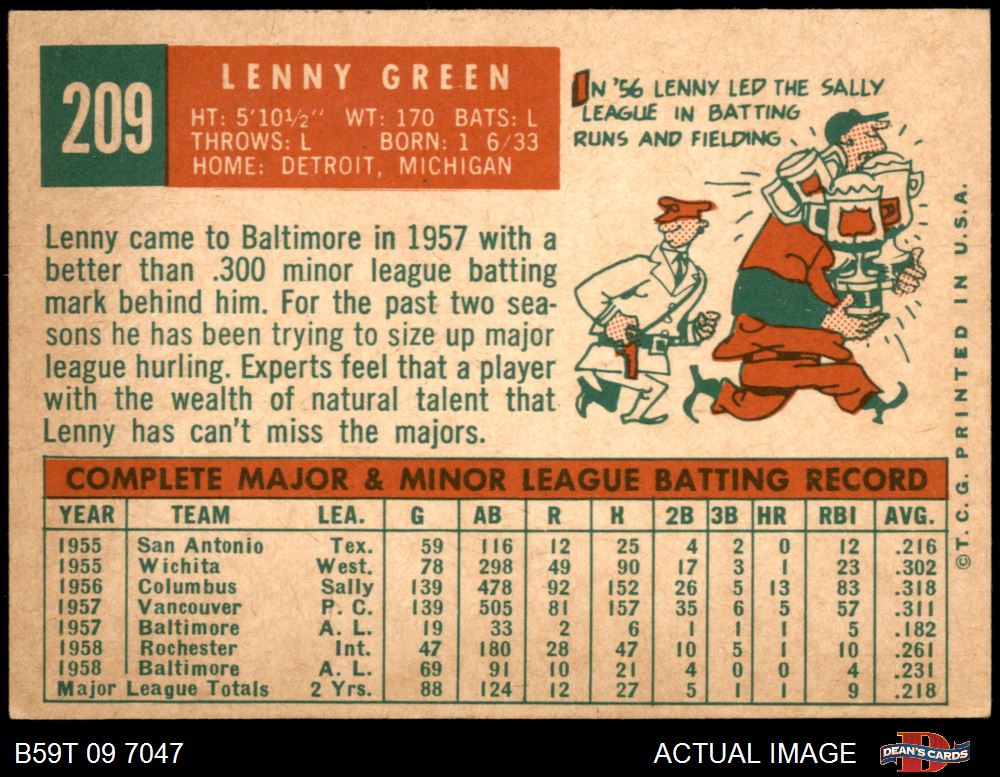 209
LENNY GREEN
HT: 5'10½" WT: 170 BATS: L
THROWS: L BORN: 1 6/33
HOME: DETROIT, MICHIGAN
IN '56 LENNY LED THE SALLY
LEAGUE IN BATTING
RUNS AND FIELDING
Lenny came to Baltimore in 1957 with a
better than .300 minor league batting
mark behind him. For the past two sea-
sons he has been trying to size up major
league hurling. Experts feel that a player
with the wealth of natural talent that
Lenny has can't miss the majors.
COMPLETE MAJOR & MINOR LEAGUE BATTING RECORD
YEAR TEAM LEA. G AB R H 2B 3B HR RBI AVG.
1955 San Antonio Tex. 59 116 12 25 4 2 0 12 .216
1955 Wichita West. 78 298 49 90 17 3 1 23 .302
1956 Columbus Sally 139 478 92 152 26 5 13 83 .318
1957 Vancouver P. C. 139 505 81 157 35 6 5 57 .311
1957 Baltimore A. L. 19 33 2 6 1 1 1 5 .182
1958 Rochester Int. 47 180 28 47 10 5 1 10 .261
1958 Baltimore A. L. 69 91 10 21 4 0 0 4 .231
Major League Totals 2 Yrs. 88 124 12 27 5 1 1 9 .218
© T. C. G. PRINTED IN U.S.A.
B59T 09 7047
ACTUAL IMAGE
DEAN'S CARDS